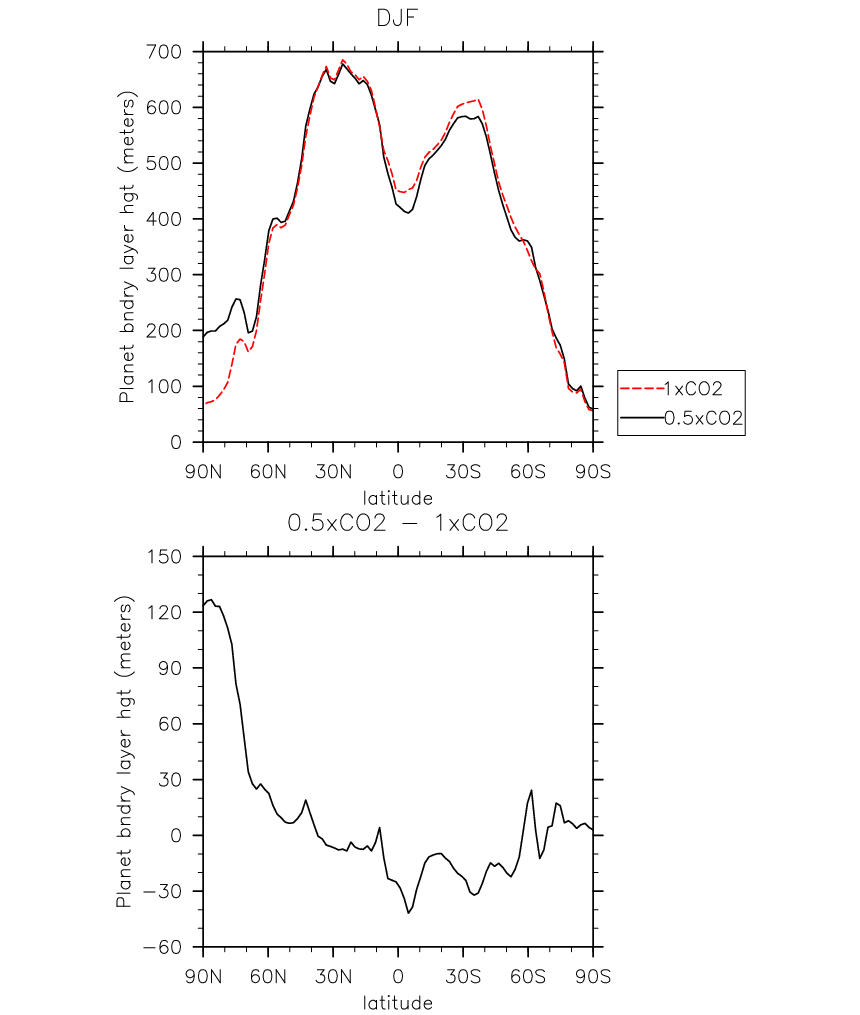 DJF
Planet bndry layer hgt (meters)
700
600
500
400
300
200
100
0
90N 60N 30N 0 30S 60S 90S
latitude
1xCO2
0.5xCO2
0.5xCO2 − 1xCO2
Planet bndry layer hgt (meters)
150
120
90
60
30
0
−30
−60
90N 60N 30N 0 30S 60S 90S
latitude